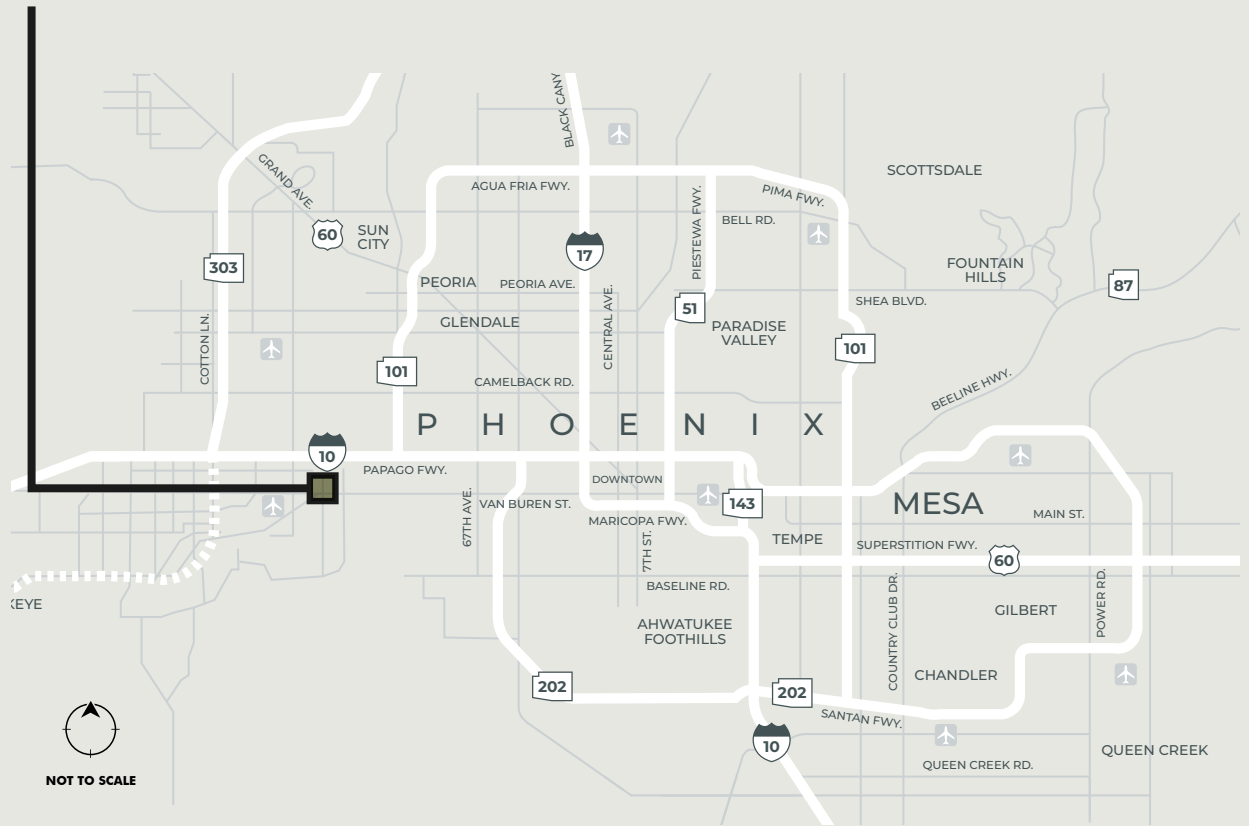 BLACK CANY
SCOTTSDALE
GRAND AVE.
AGUA FRIA FWY.
PIMA FWY.
PIESTEWA FWY.
BELL RD.
60
SUN
CITY
17
303
FOUNTAIN
HILLS
PEORIA
PEORIA AVE.
87
SHEA BLVD.
51
CENTRAL AVE.
GLENDALE
PARADISE
VALLEY
COTTON LN.
101
101
CAMELBACK RD.
BEELINE HWY.
PHOENIX
10
PAPAGO FWY.
DOWNTOWN
67TH AVE.
VAN BUREN ST.
143
MESA
MARICOPA FWY.
MAIN ST.
7TH ST.
TEMPE
SUPERSTITION FWY.
60
BASELINE RD.
KEYE
COUNTRY CLUB DR.
POWER RD.
GILBERT
AHWATUKEE
FOOTHILLS
CHANDLER
202
202
SANTAN FWY.
10
QUEEN CREEK
QUEEN CREEK RD.
NOT TO SCALE